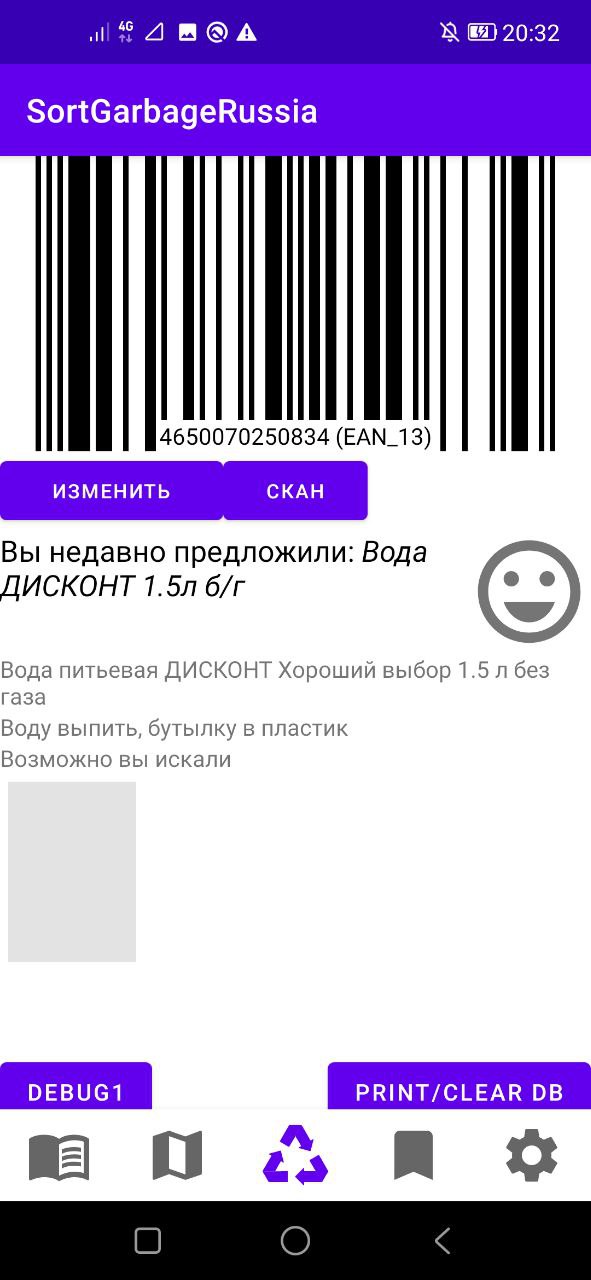 4G
20:32
SortGarbageRussia
4650070250834 (EAN_13)
ИЗМЕНИТЬ
СКАН
Вы недавно предложили: Вода
ДИСКОНТ 1.5л б/г
Вода питьевая ДИСКОНТ Хороший выбор 1.5 л без
газа
Воду выпить, бутылку в пластик
Возможно вы искали
DEBUG1
PRINT/CLEAR DB